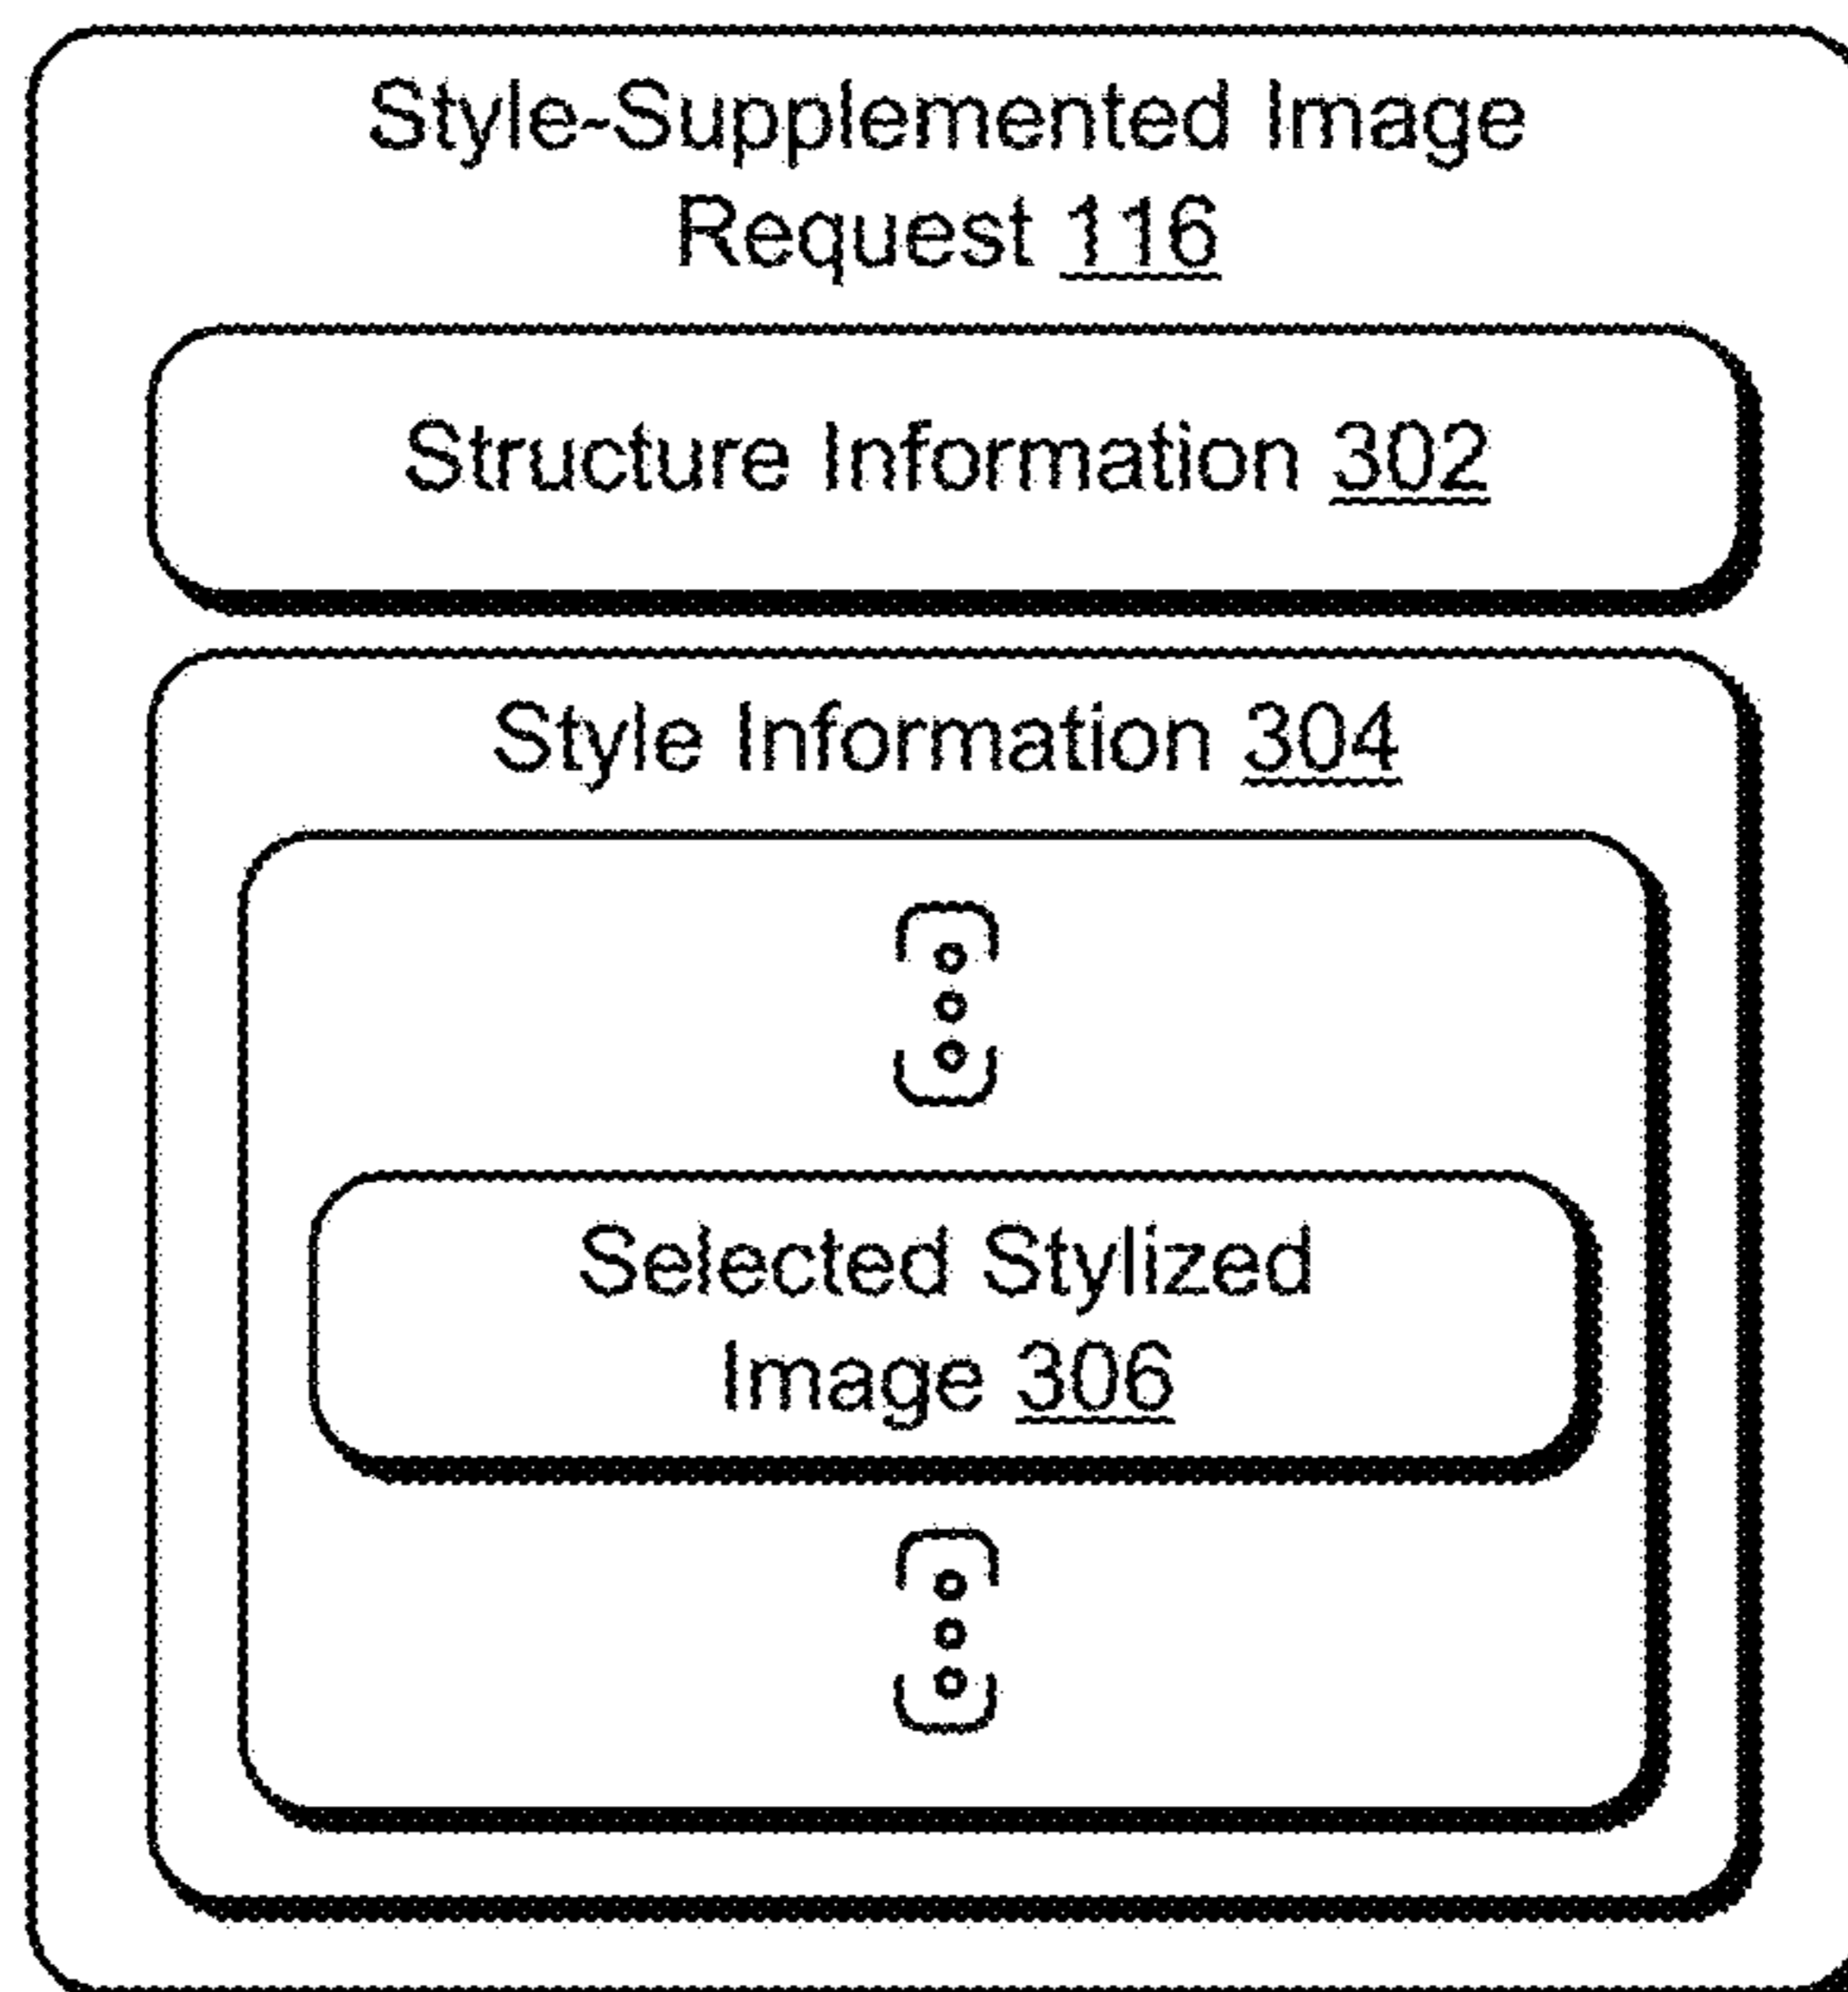 Style-Supplemented Image
Request 116
Structure Information 302
Style Information 304
Selected Stylized
Image 306